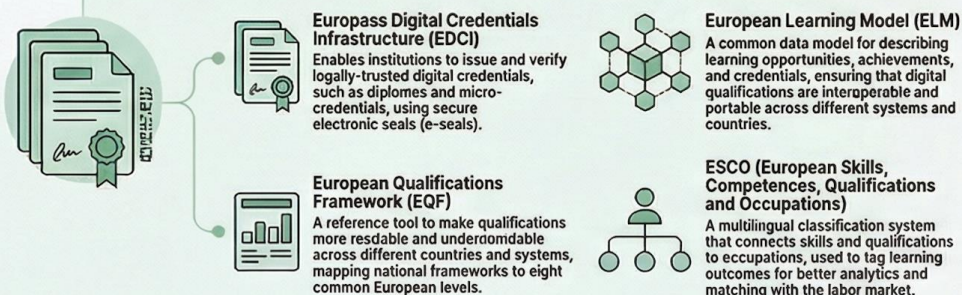 Europass Digital Credentials
Infrastructure (EDCI)
Enables institutions to issue and verify
logally-trusted digital credentials,
such as diplomes and micro-
credentials, using secure
electronic seals (e-seals).
European Qualifications
Framework (EQF)
A reference tool to make qualifications
more resdable and underaomidable
across different countries and systems,
mapping national frameworks to eight
common European levels.
European Learning Model (ELM)
A common data model for describing
learning opportunities, achievements,
and credentials, ensuring that digital
qualifications are interpperable and
portable across different systems and
countries.
ESCO (European Skills,
Competences, Qualifications
and Occupations)
A multilingual classification system
that connects skills and qualifications
to eccupations, used to tag learning
outcomes for better analytics and
matching with the labor market.